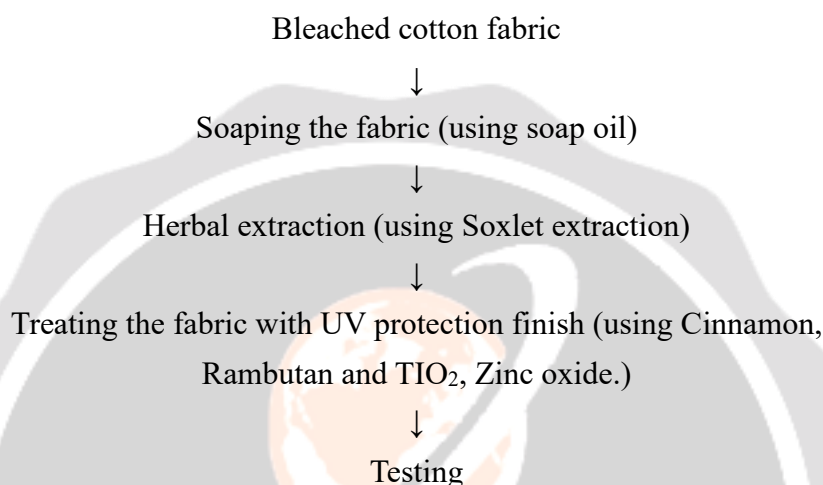 Bleached cotton fabric
↓
Soaping the fabric (using soap oil)
↓
Herbal extraction (using Soxlet extraction)
↓
Treating the fabric with UV protection finish (using Cinnamon,
Rambutan and TIO₂, Zinc oxide.)
↓
Testing